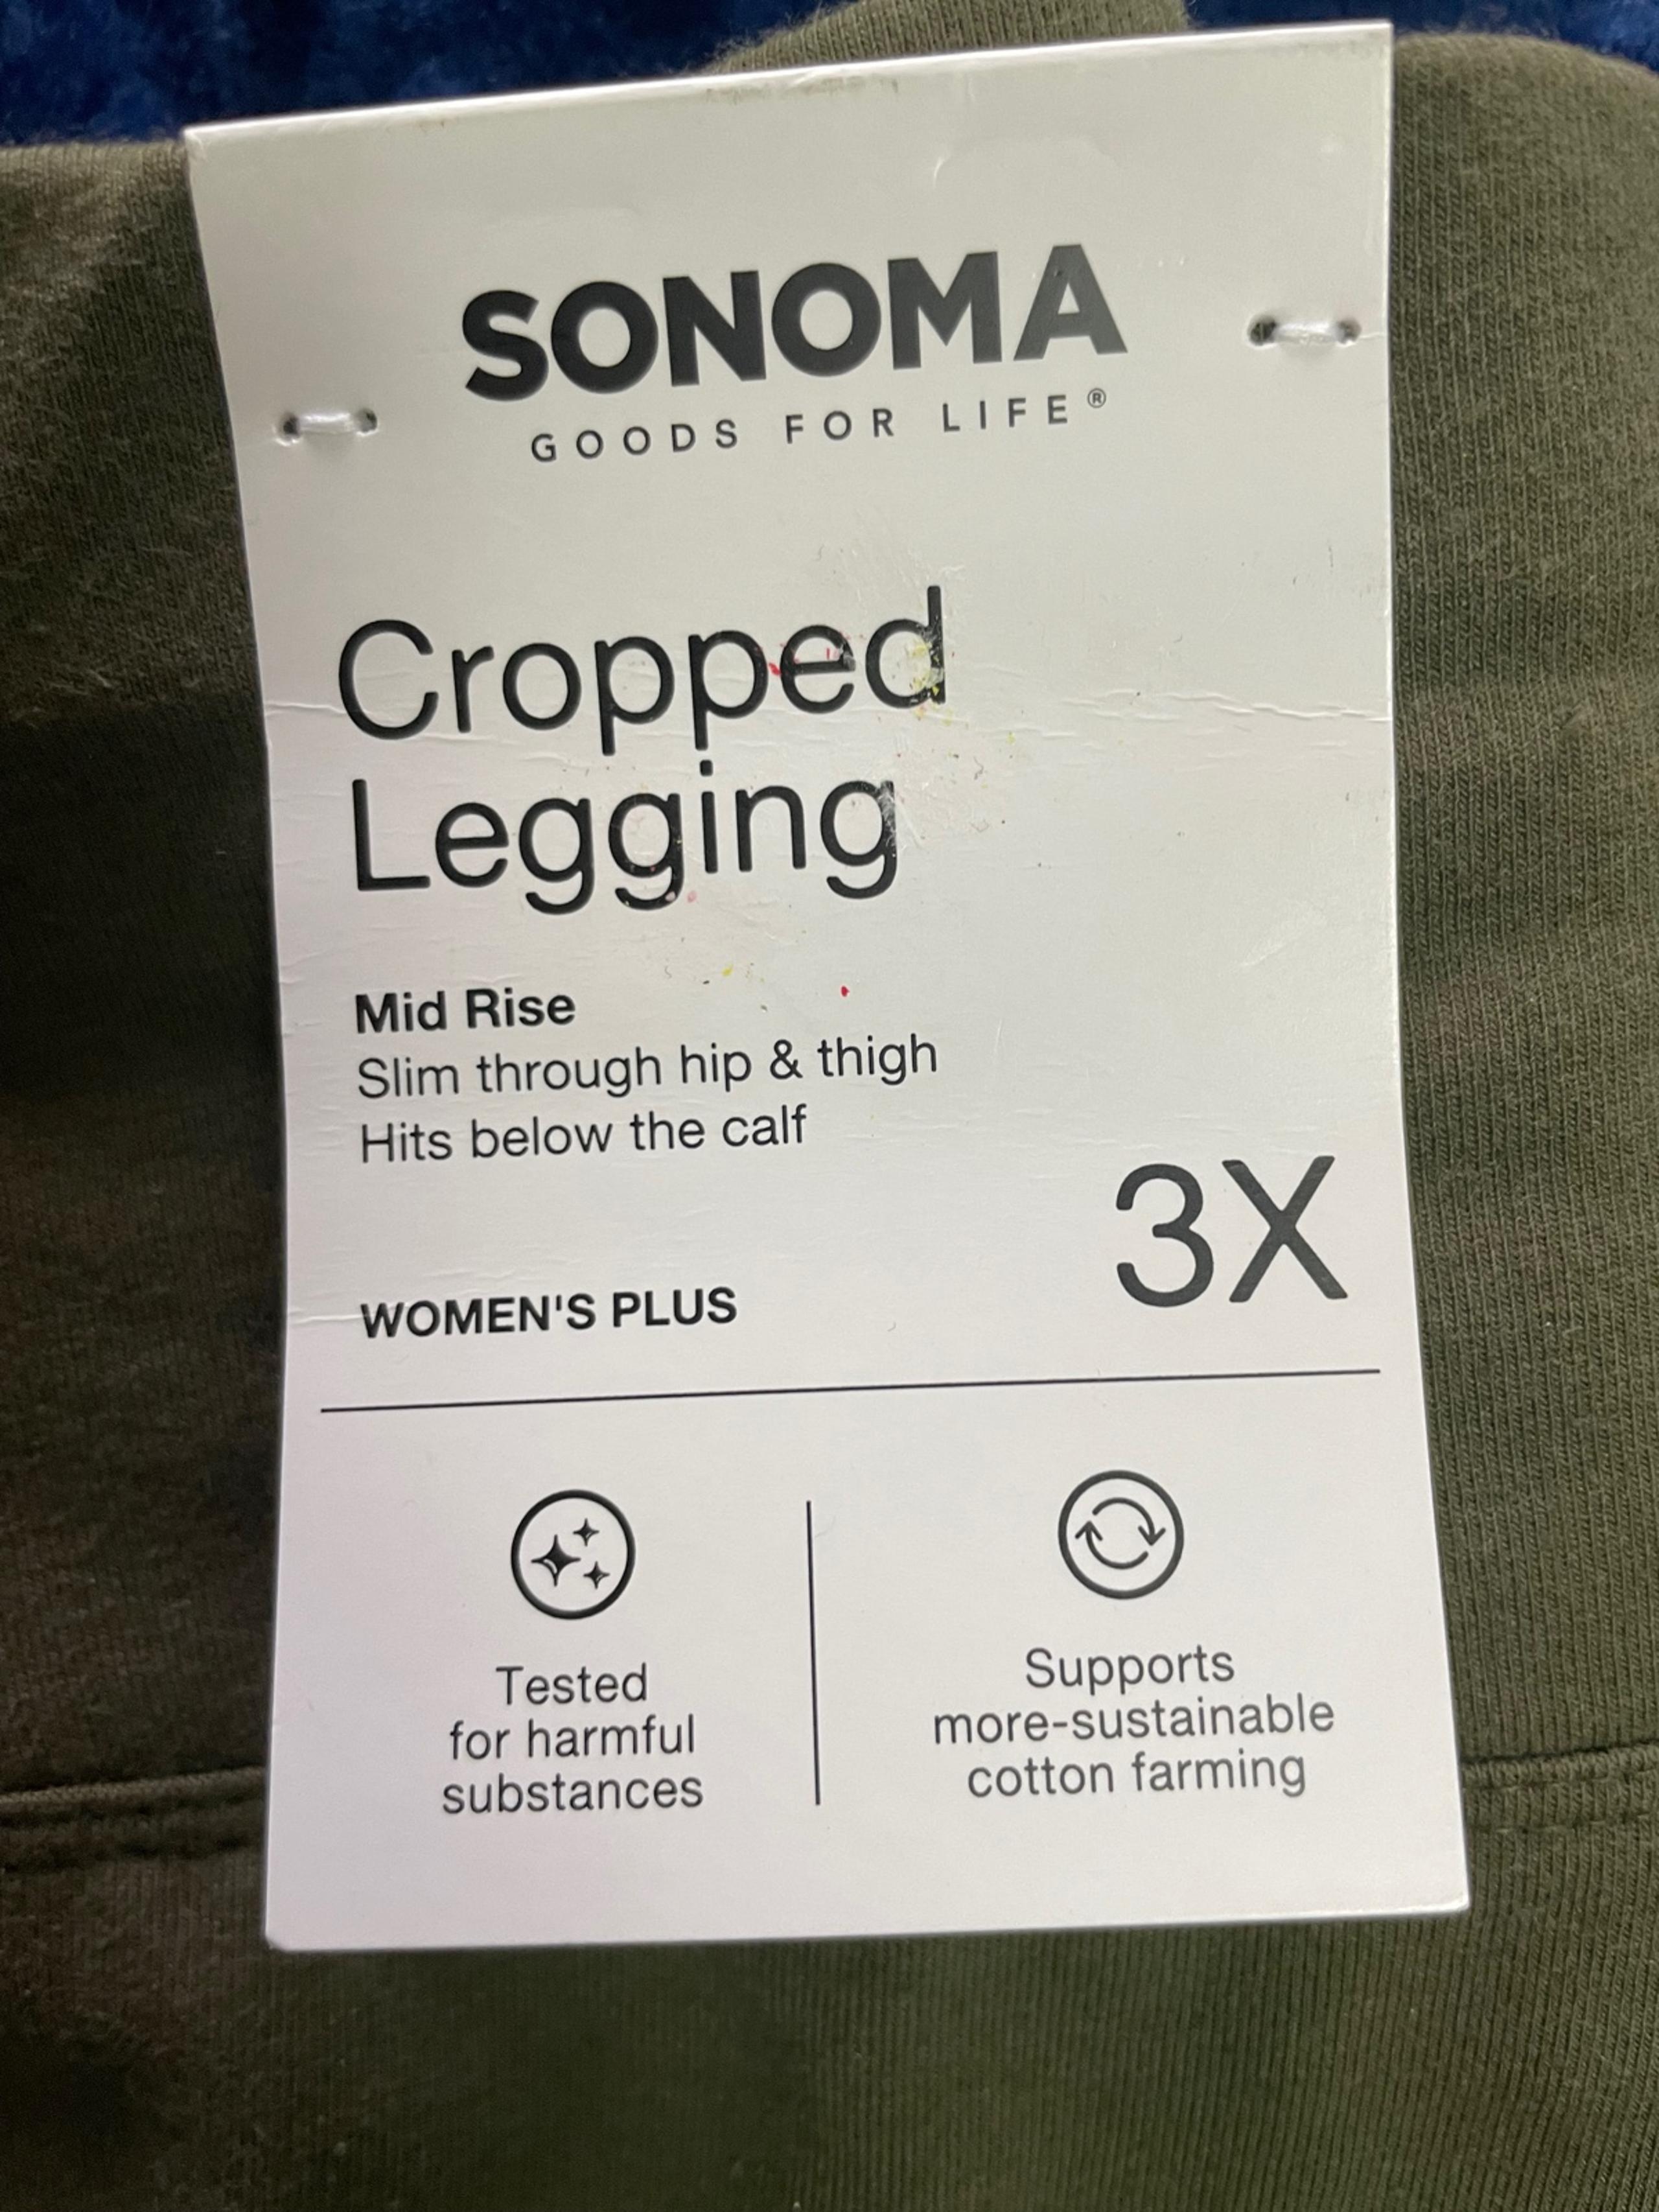 SONOMA
GOODS FOR LIFE®
Cropped
Legging
Mid Rise
Slim through hip & thigh
Hits below the calf
3X
WOMEN'S PLUS
Tested
for harmful
substances
Supports
more-sustainable
cotton farming